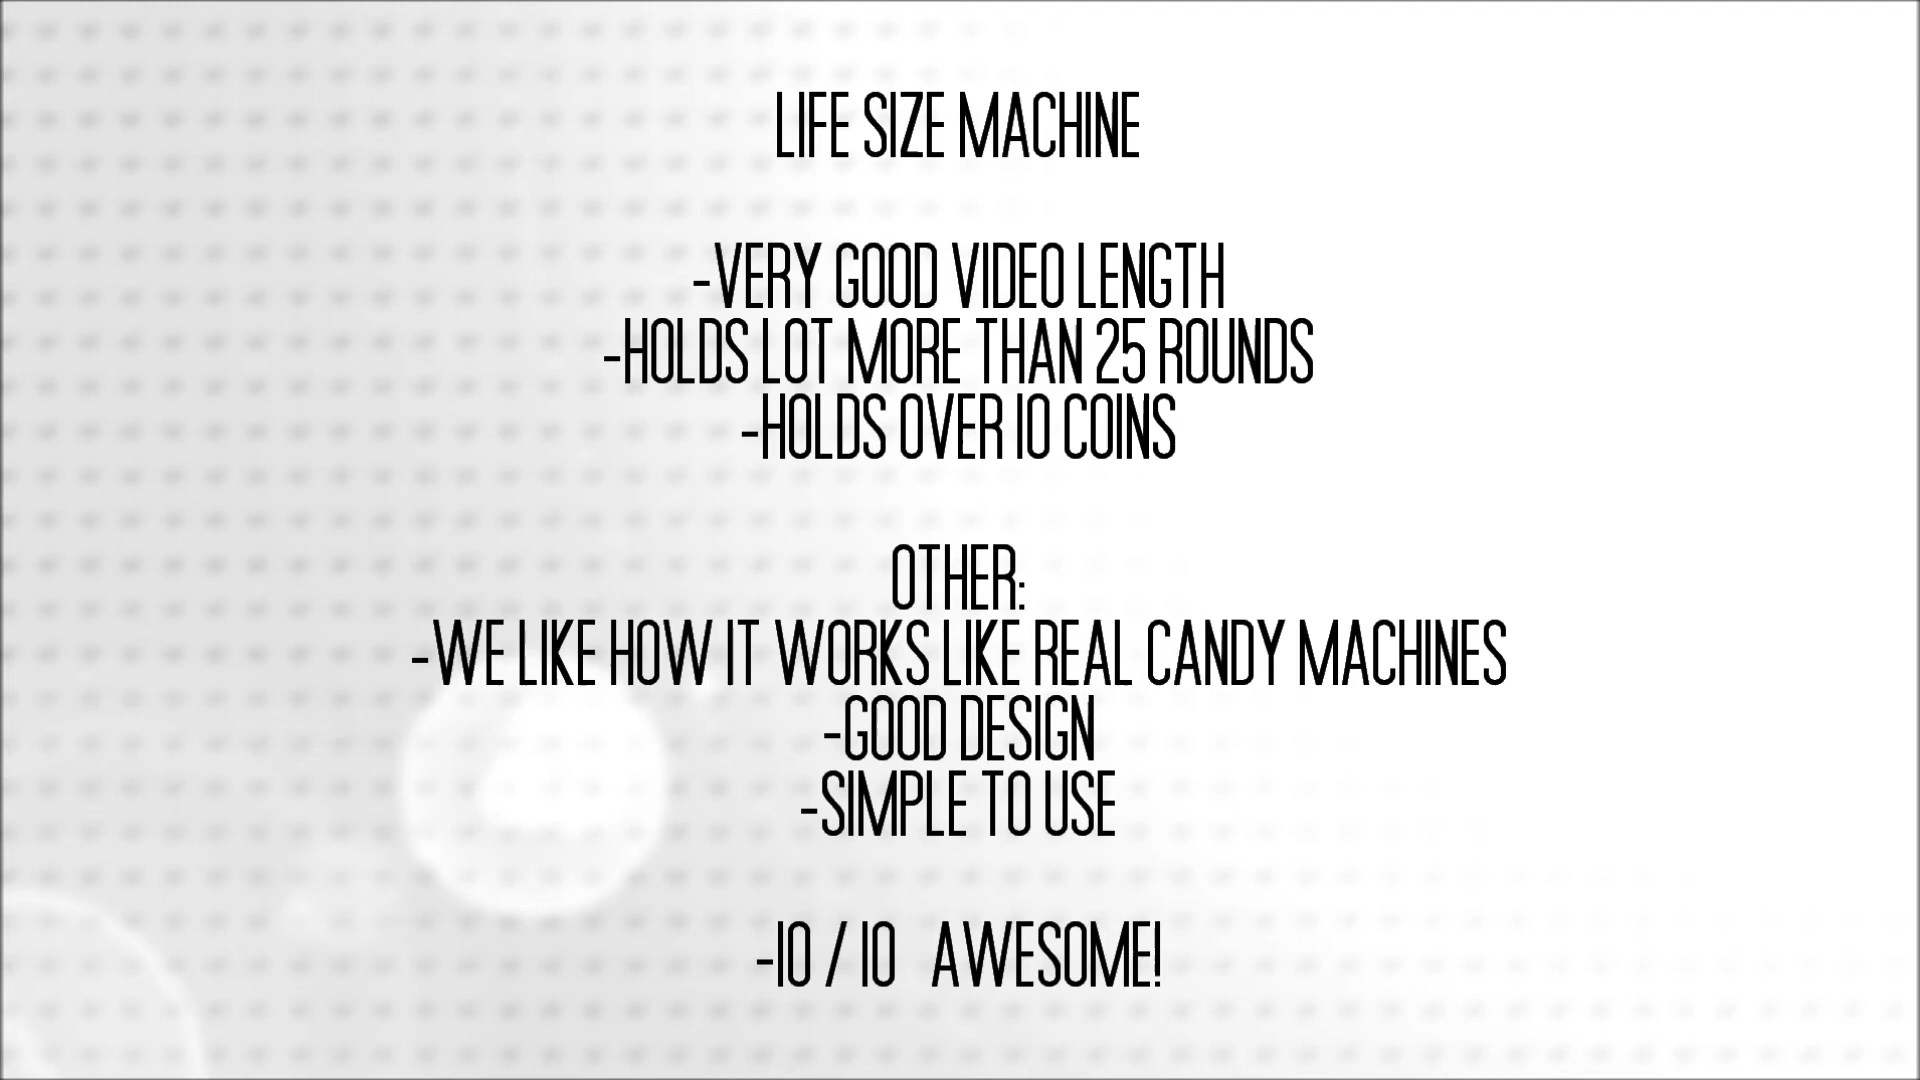 LIFE SIZE MACHINE
-VERY GOOD VIDEO LENGTH
-HOLDS LOT MORE THAN 25 ROUNDS
-HOLDS OVER 10 COINS
OTHER:
-WE LIKE HOW IT WORKS LIKE REAL CANDY MACHINES
-GOOD DESIGN
-SIMPLE TO USE
-10 / 10 AWESOME!